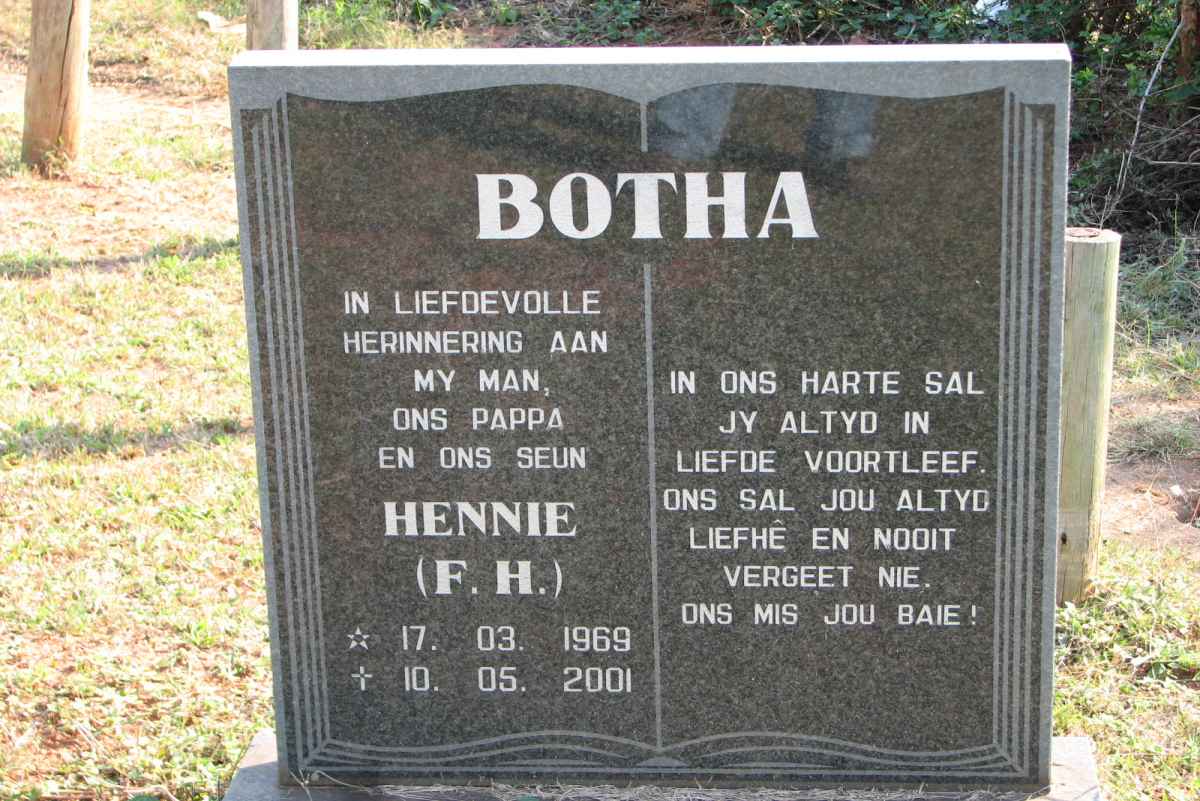 BOTHA
IN LIEFDEVOLLE
HERINNERING AAN
MY MAN,
ONS PAPPA
EN ONS SEUN
HENNIE
(F. H.)
☆ 17. 03. 1969
✝ 10. 05. 2001
IN ONS HARTE SAL
JY ALTYD IN
LIEFDE VOORTLEEF.
ONS SAL JOU ALTYD
LIEFHÊ EN NOOIT
VERGEET NIE.
ONS MIS JOU BAIE!